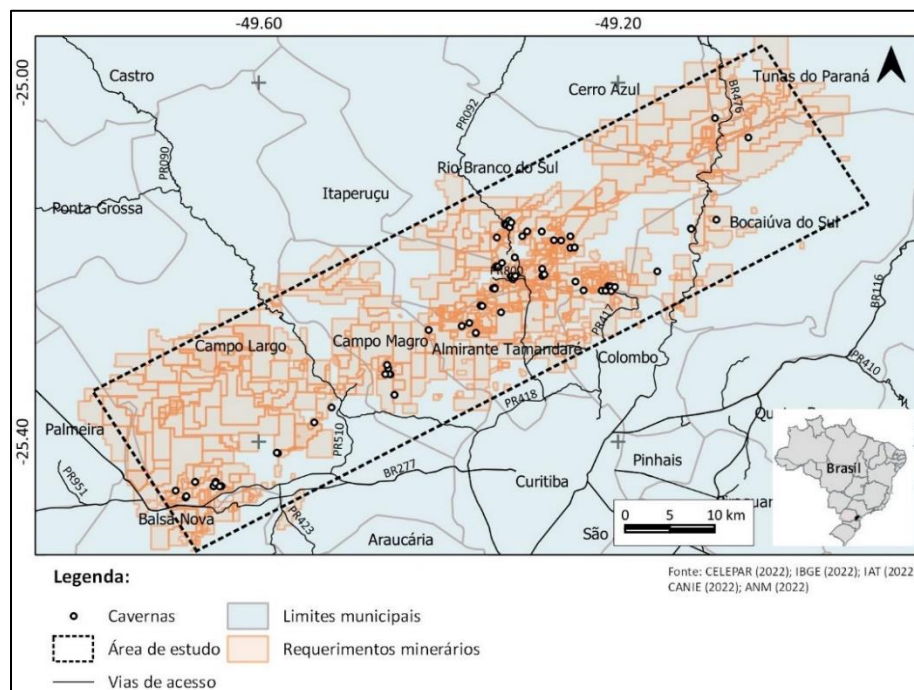 -49.60
-49.20
-25.00
Castro
Cerro Azul
Tunas do Paraná
BR476
PR092
PR090
Rio Branco do Sul
Itaperuçu
Ponta Grossa
Bocaiúva do Sul
PR800
BR116
PR417
Campo Largo
Campo Magro
Almirante Tamandaré
Colombo
PR410
PR418
-25.40
Palmeira
PR510
Pinhais
Brasil
PR951
BR277
Curitiba
Balsa Nova
PR423
Araucária
São
0 5 10 km
Legenda:
Fonte: CELEPAR (2022); IBGE (2022); IAT (2022
CANIE (2022); ANM (2022)
Cavernas
Limites municipais
Área de estudo
Requerimentos minerários
Vias de acesso